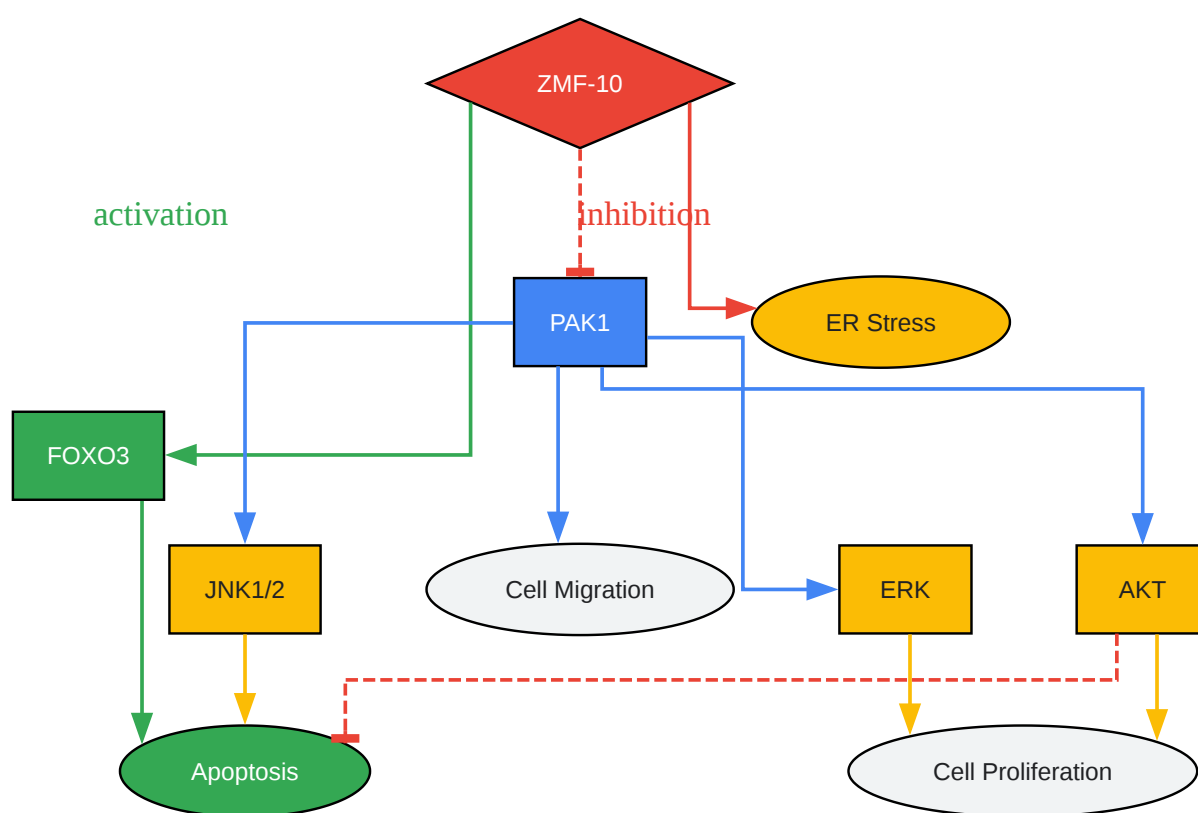 ZMF-10
activation
inhibition
PAK1
ER Stress
FOXO3
JNK1/2
Cell Migration
ERK
AKT
Apoptosis
Cell Proliferation